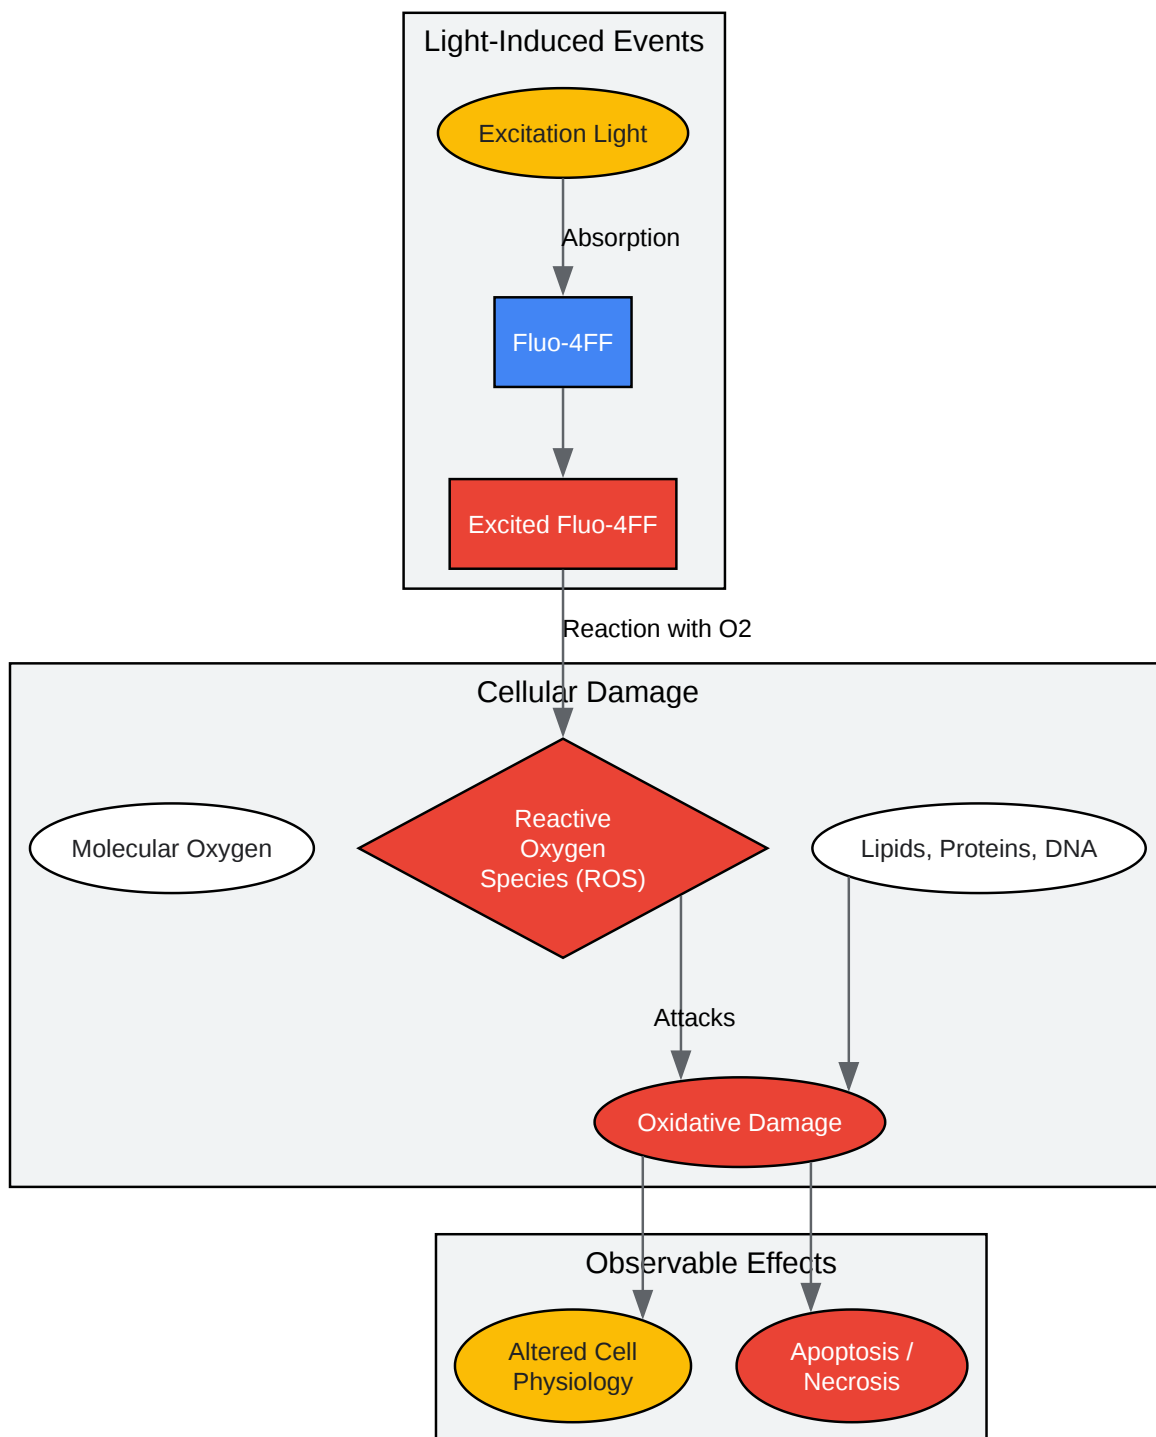 Light-Induced Events
Excitation Light
Absorption
Fluo-4FF
Excited Fluo-4FF
Reaction with O2
Cellular Damage
Molecular Oxygen
Reactive
Oxygen
Species (ROS)
Lipids, Proteins, DNA
Attacks
Oxidative Damage
Observable Effects
Altered Cell
Physiology
Apoptosis /
Necrosis